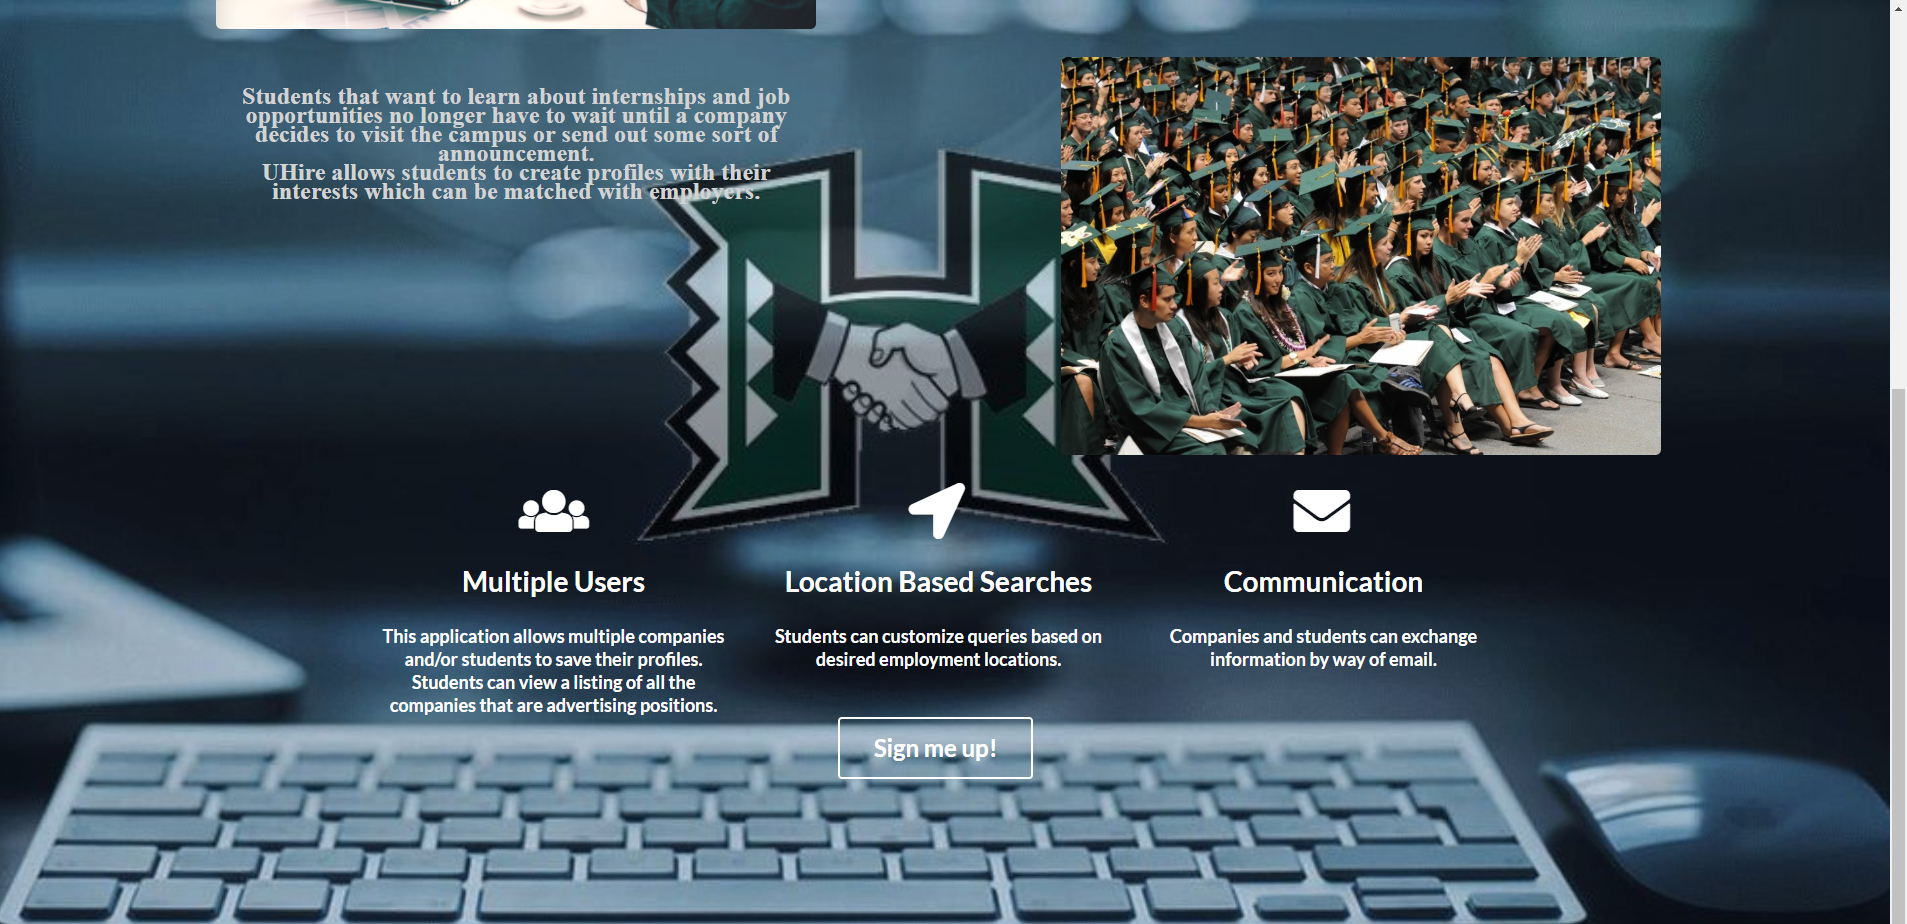 Students that want to learn about internships and job
opportunities no longer have to wait until a company
decides to visit the campus or send out some sort of
announcement.
UHire allows students to create profiles with their
interests which can be matched with employers.
Multiple Users
Location Based Searches
Communication
This application allows multiple companies
and/or students to save their profiles.
Students can view a listing of all the
companies that are advertising positions.
Students can customize queries based on
desired employment locations.
Companies and students can exchange
information by way of email.
Sign me up!